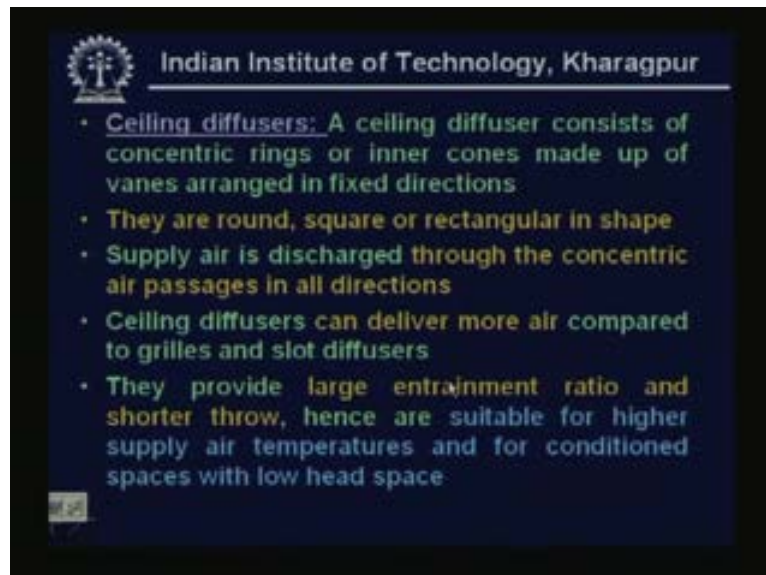 Indian Institute of Technology, Kharagpur
• Ceiling diffusers: A ceiling diffuser consists of
concentric rings or inner cones made up of
vanes arranged in fixed directions
• They are round, square or rectangular in shape
• Supply air is discharged through the concentric
air passages in all directions
• Ceiling diffusers can deliver more air compared
to grilles and slot diffusers
• They provide large entrainment ratio and
shorter throw, hence are suitable for higher
supply air temperatures and for conditioned
spaces with low head space